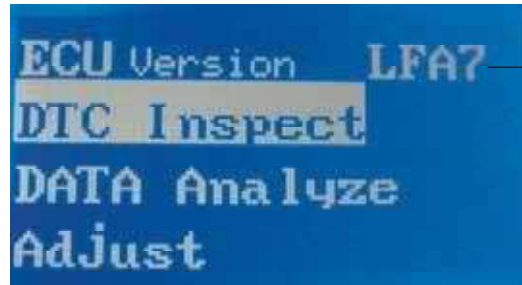 ECU Version LFA7
DTC Inspect
DATA Analyze
Adjust